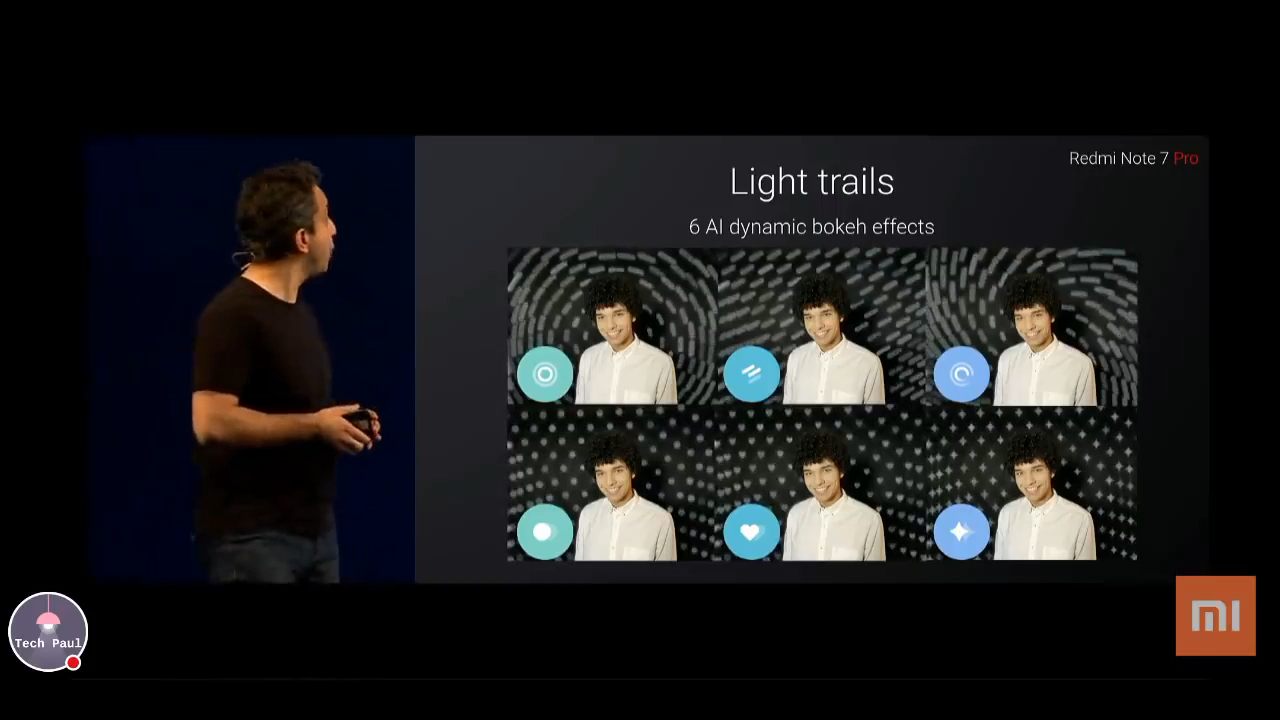 Redmi Note 7 Pro
Light trails
6 AI dynamic bokeh effects
Tech Paul
mi